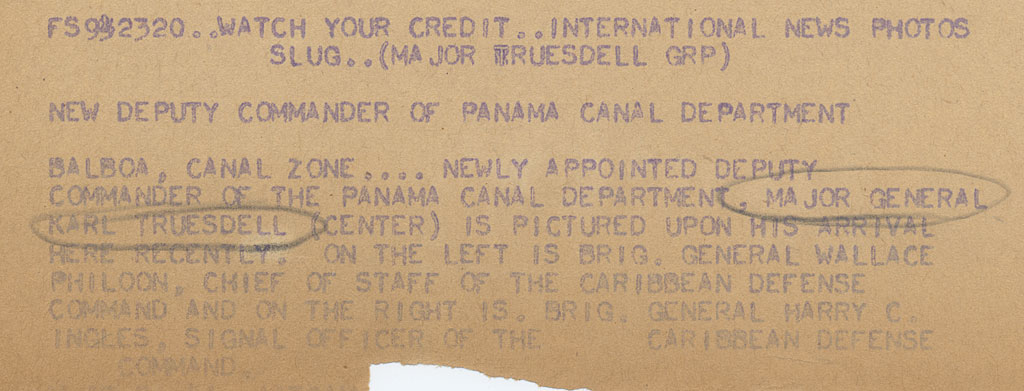 FS942320..WATCH YOUR CREDIT..INTERNATIONAL NEWS PHOTOS
SLUG..(MAJOR TRUESDELL GRP)
NEW DEPUTY COMMANDER OF PANAMA CANAL DEPARTMENT
BALBOA, CANAL ZONE.... NEWLY APPOINTED DEPUTY
COMMANDER OF THE PANAMA CANAL DEPARTMENT, MAJOR GENERAL
KARL TRUESDELL (CENTER) IS PICTURED UPON HIS ARRIVAL
HERE RECENTLY. ON THE LEFT IS BRIG. GENERAL WALLACE
PHILOON, CHIEF OF STAFF OF THE CARIBBEAN DEFENSE
COMMAND AND ON THE RIGHT IS. BRIG. GENERAL HARRY C.
INGLES, SIGNAL OFFICER OF THE CARIBBEAN DEFENSE
COMMAND.